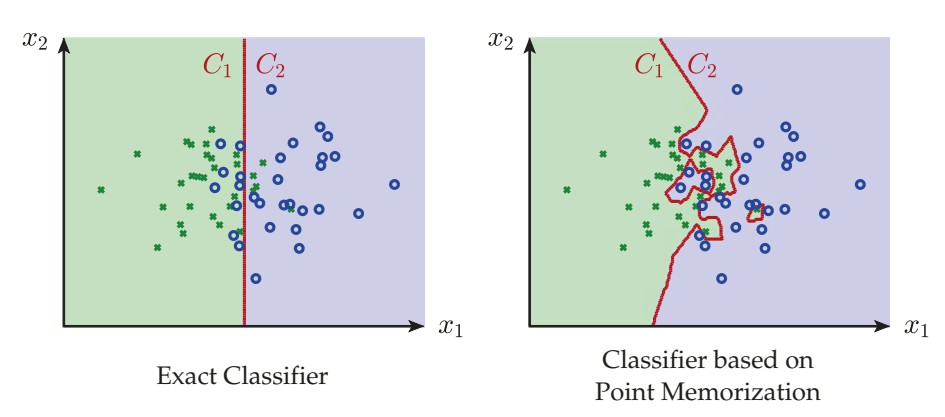 x₂
C₁ C₂
x₁
Exact Classifier
x₂
C₁ C₂
x₁
Classifier based on
Point Memorization